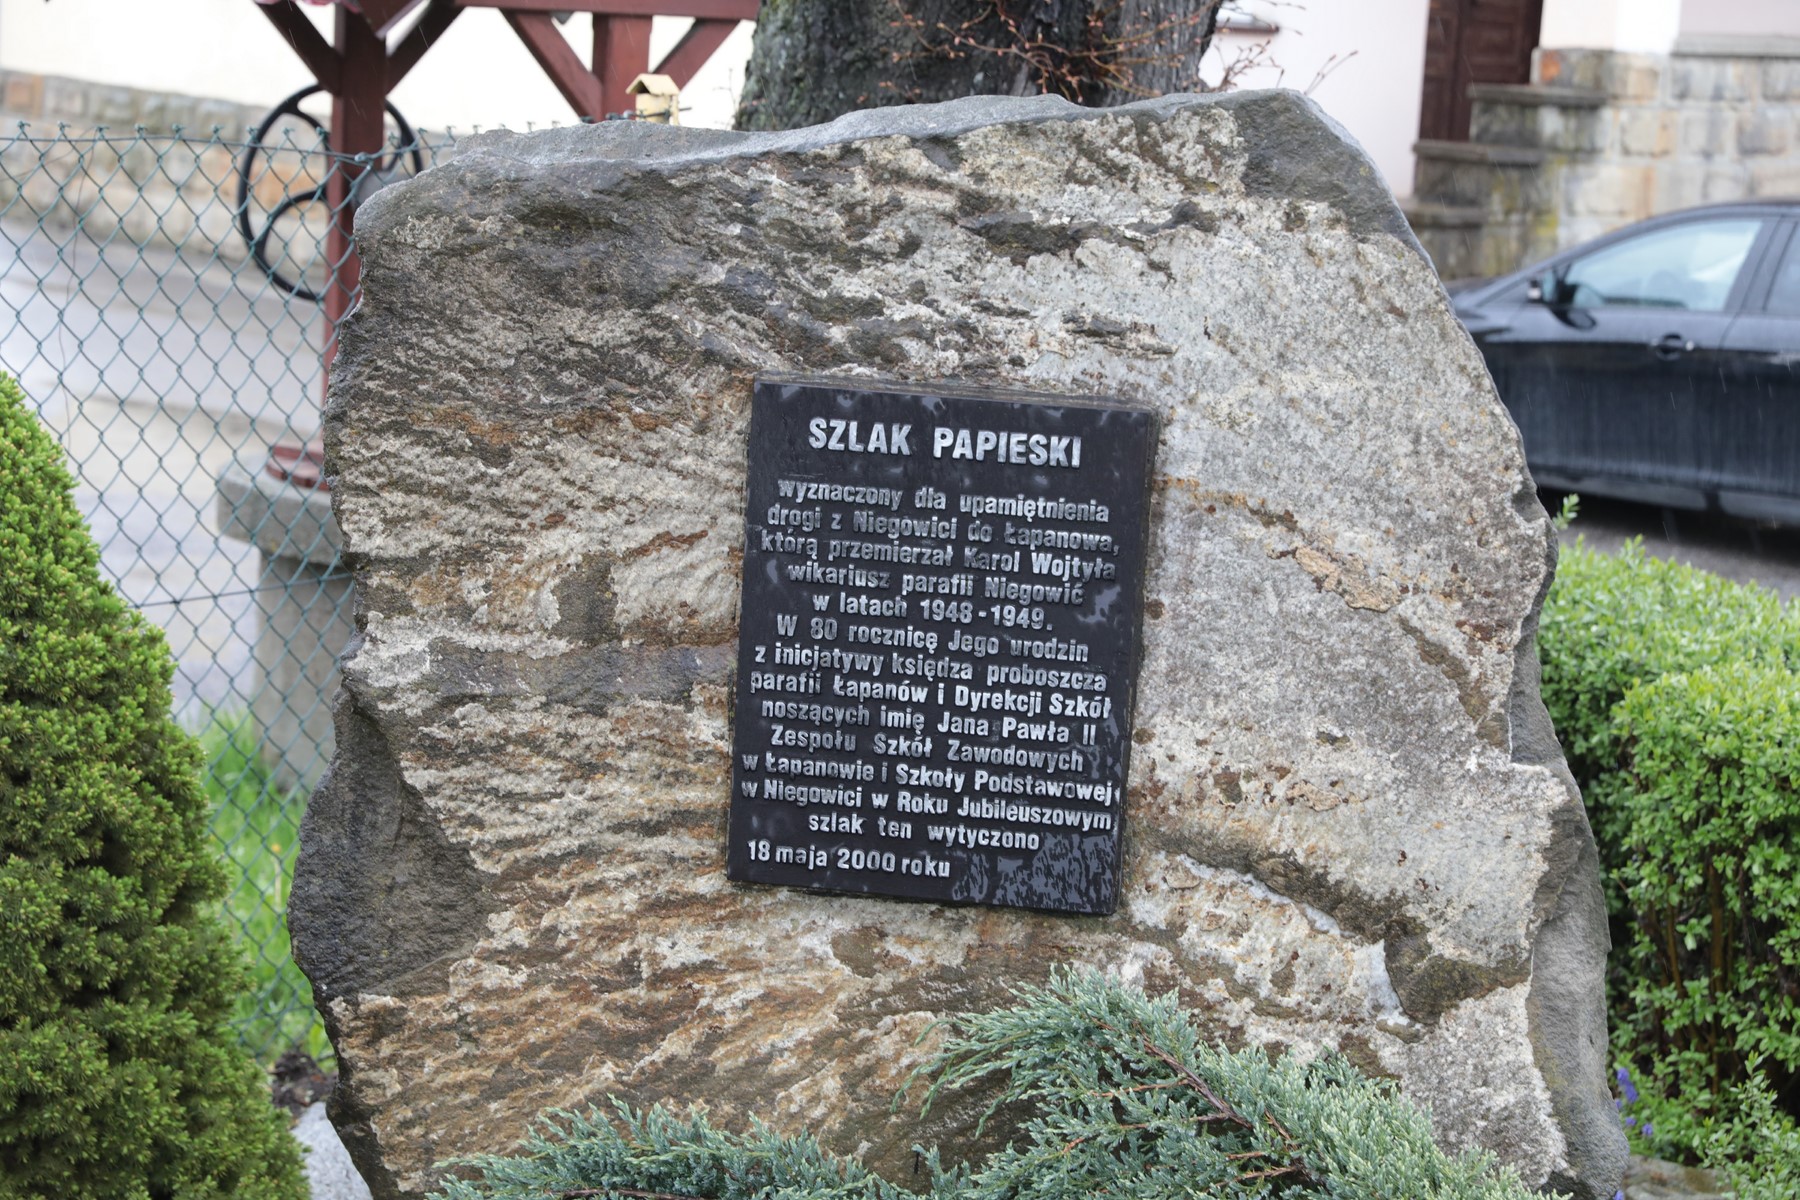 SZLAK PAPIESKI
wyznaczony dla upamiętnienia
drogi z Niegowici do Łapanowa,
którą przemierzał Karol Wojtyła
wikariusz parafii Niegowić
w latach 1948-1949.
W 80 rocznicę Jego urodzin
z inicjatywy księdza proboszcza
parafii Łapanów i Dyrekcji Szkół
noszących imię Jana Pawła II
Zespołu Szkół Zawodowych
w Łapanowie i Szkoły Podstawowej
w Niegowici w Roku Jubileuszowym
szlak ten wytyczono
18 maja 2000 roku